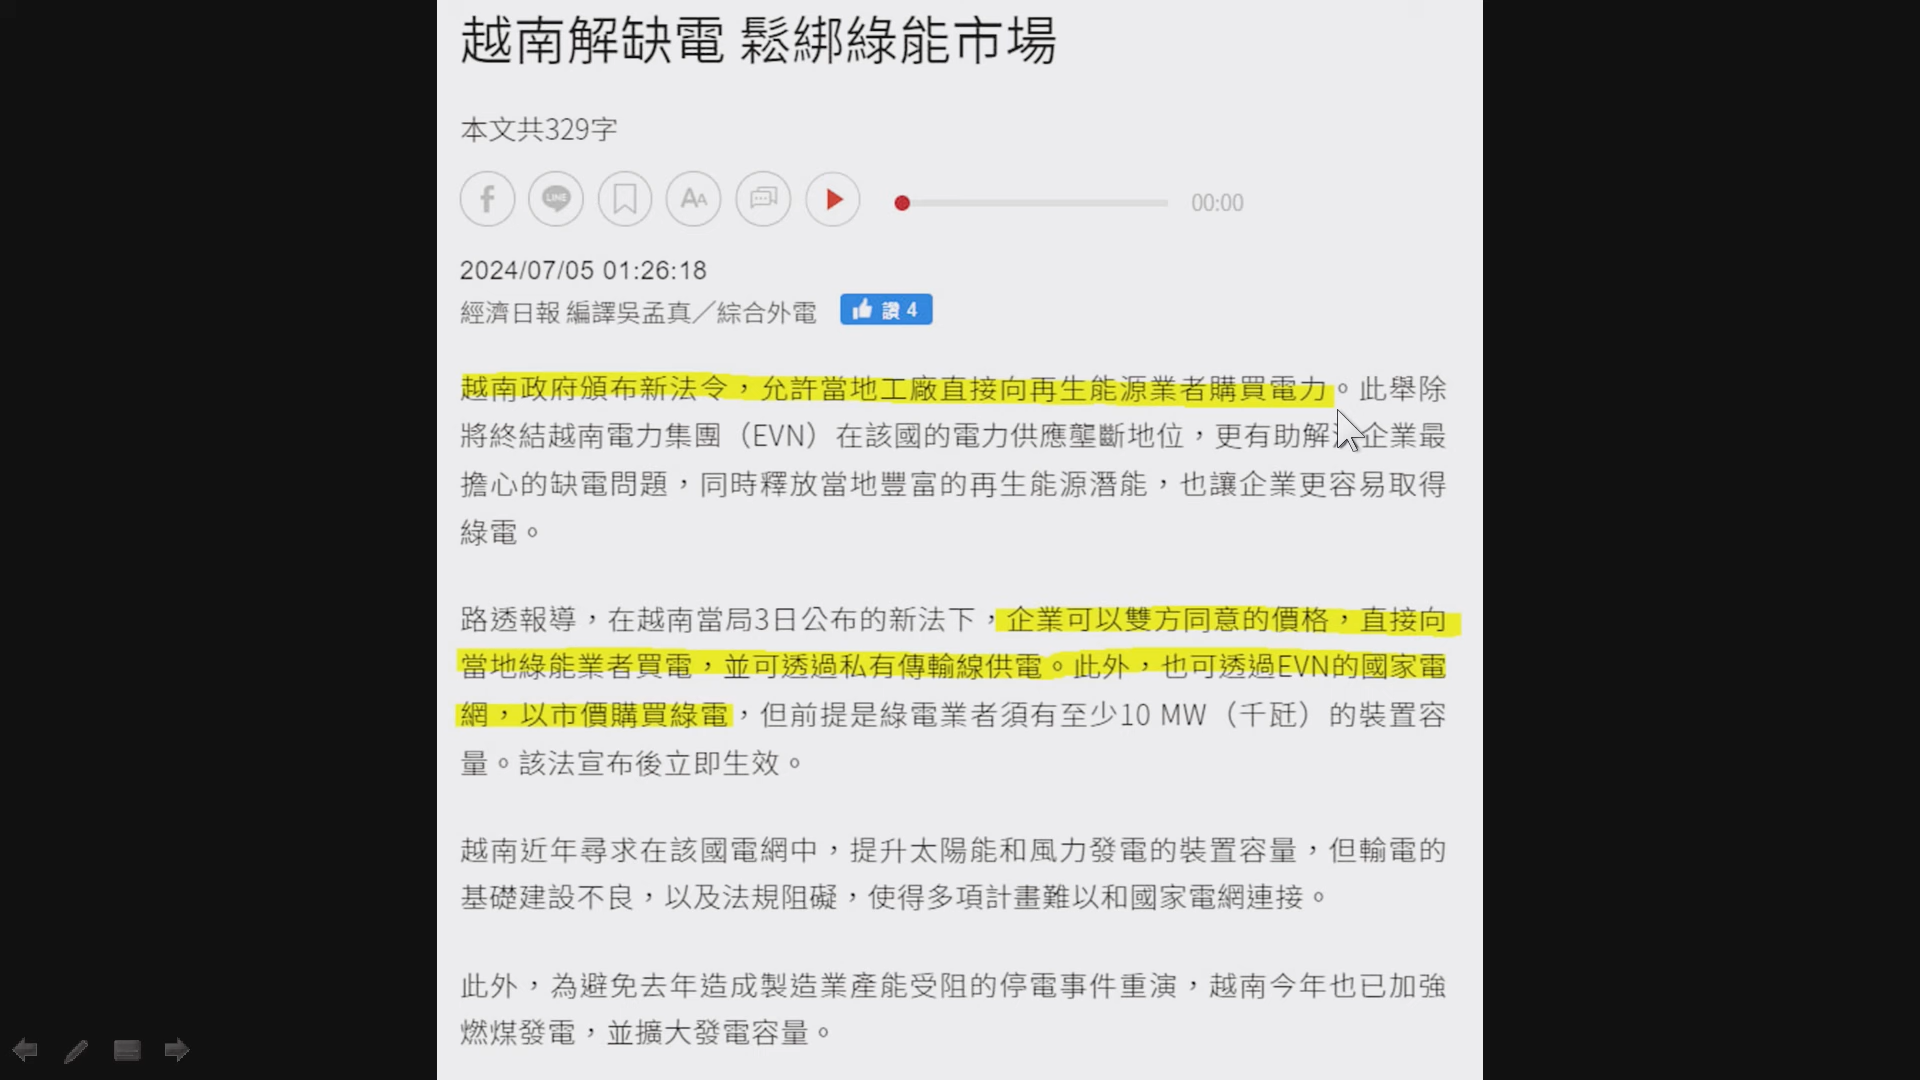 越南解缺電 鬆綁綠能市場
本文共329字
LINE
AA
00:00
2024/07/05 01:26:18
經濟日報 編譯吳孟真／綜合外電
讚 4
越南政府頒布新法令，允許當地工廠直接向再生能源業者購買電力。此舉除
將終結越南電力集團（EVN）在該國的電力供應壟斷地位，更有助解企業最
擔心的缺電問題，同時釋放當地豐富的再生能源潛能，也讓企業更容易取得
綠電。
路透報導，在越南當局3日公布的新法下，企業可以雙方同意的價格，直接向
當地綠能業者買電，並可透過私有傳輸線供電。此外，也可透過EVN的國家電
網，以市價購買綠電，但前提是綠電業者須有至少10 MW（千瓩）的裝置容
量。該法宣布後立即生效。
越南近年尋求在該國電網中，提升太陽能和風力發電的裝置容量，但輸電的
基礎建設不良，以及法規阻礙，使得多項計畫難以和國家電網連接。
此外，為避免去年造成製造業產能受阻的停電事件重演，越南今年也已加強
燃煤發電，並擴大發電容量。